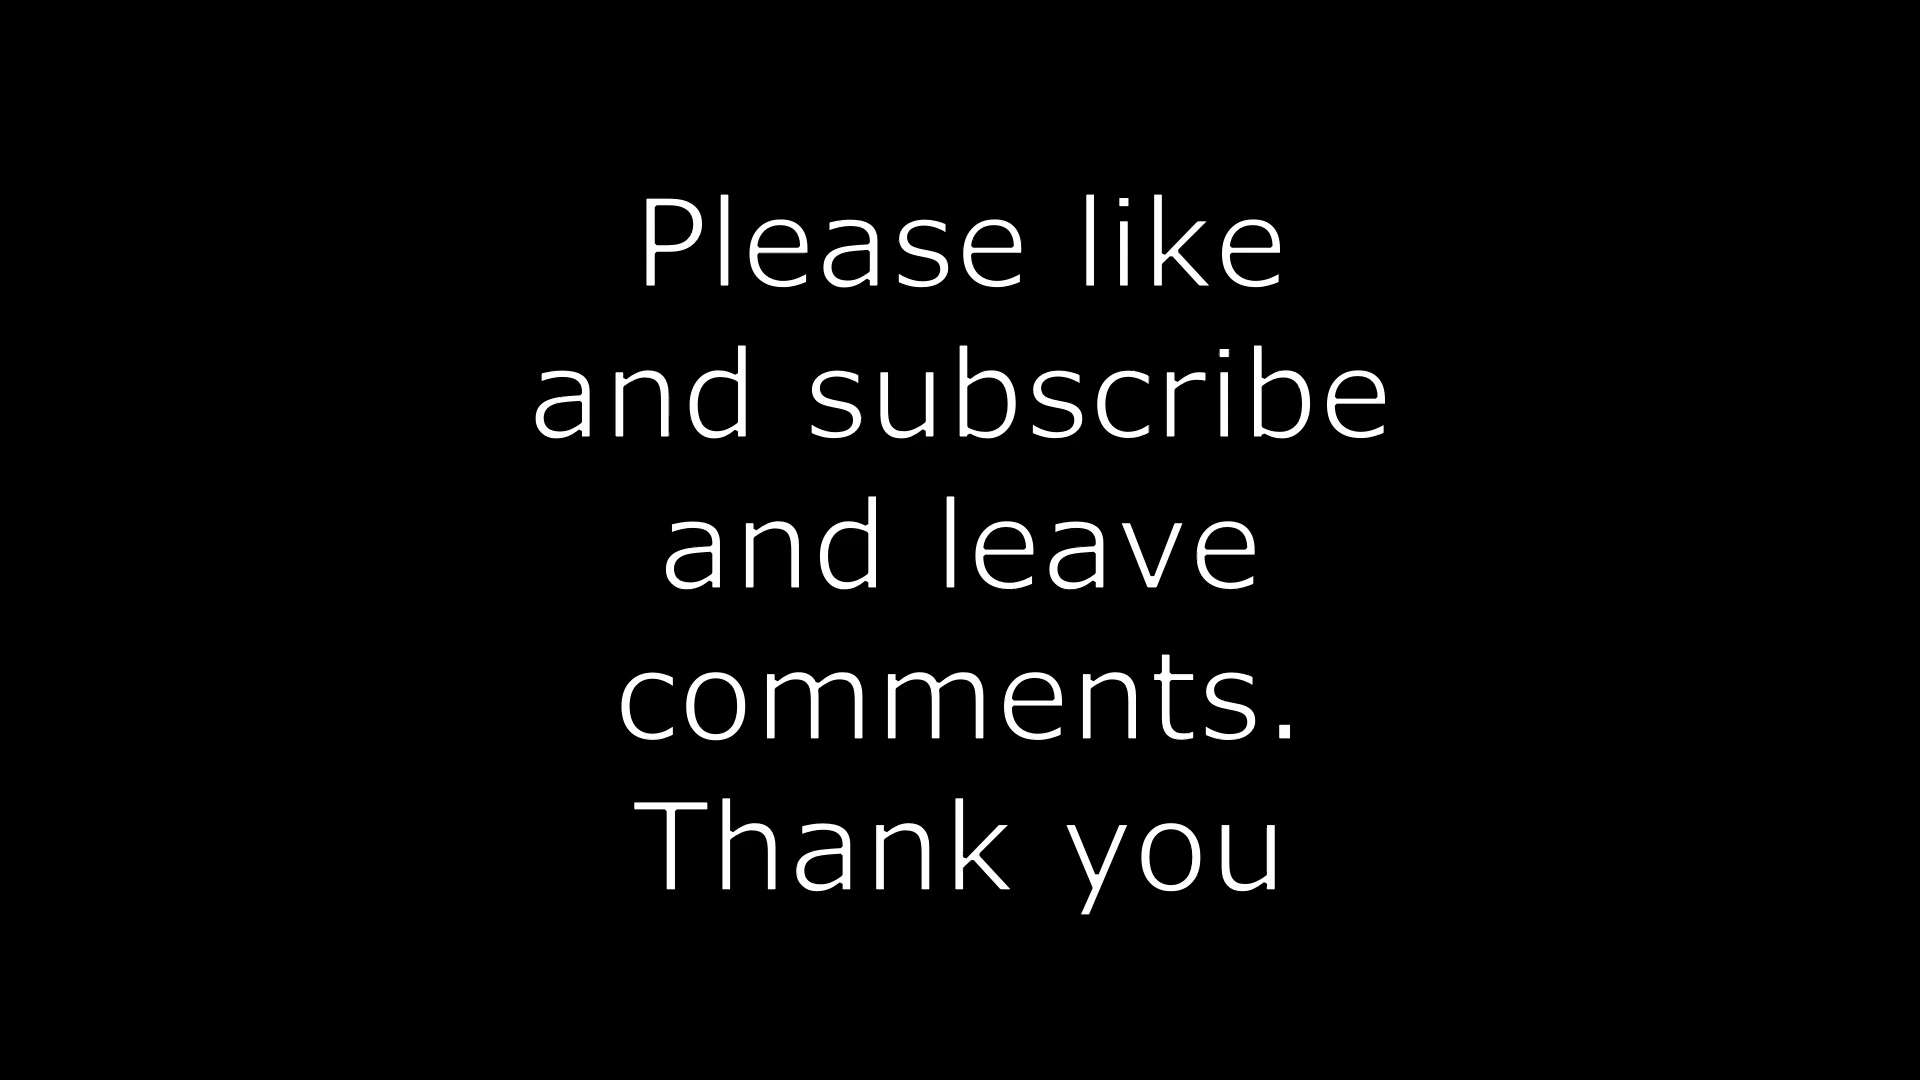 Please like
and subscribe
and leave
comments.
Thank you